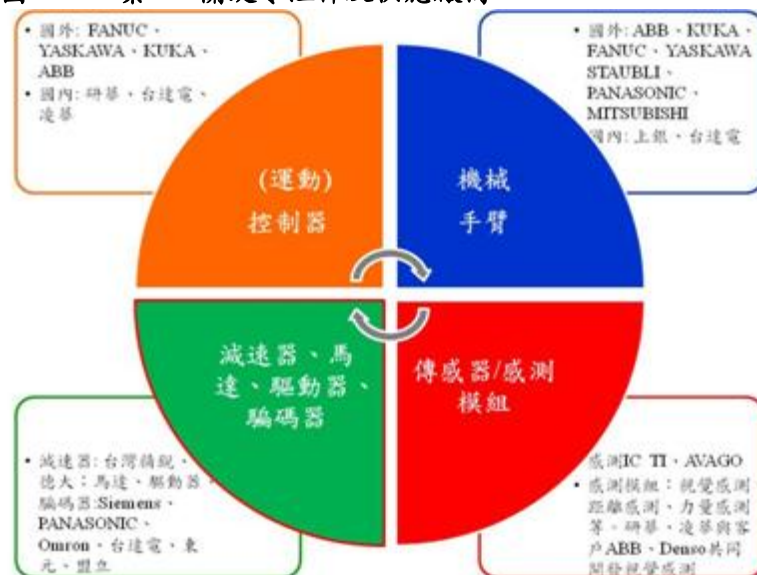 • 國外: FANUC、
YASKAWA、KUKA、
ABB
• 國內: 研華、台達電、
凌華
• 國外: ABB、KUKA、
FANUC、YASKAWA
STAUBLI、
PANASONIC、
MITSUBISHI
國內: 上銀、台達電
(運動)
控制器
機械
手臂
減速器、馬
達、驅動器、
騙碼器
傳感器/感測
模組
• 減速器: 台灣精銳、
德大；馬達、驅動器、
騙碼器:Siemens、
PANASONIC、
Omron、台達電、東
元、盟立
感測IC TI、AVAGO
• 感測模組：視覺感測
距離感測、力量感測
等。研華、凌華與客
戶ABB、Denso共同
開發視覺感測